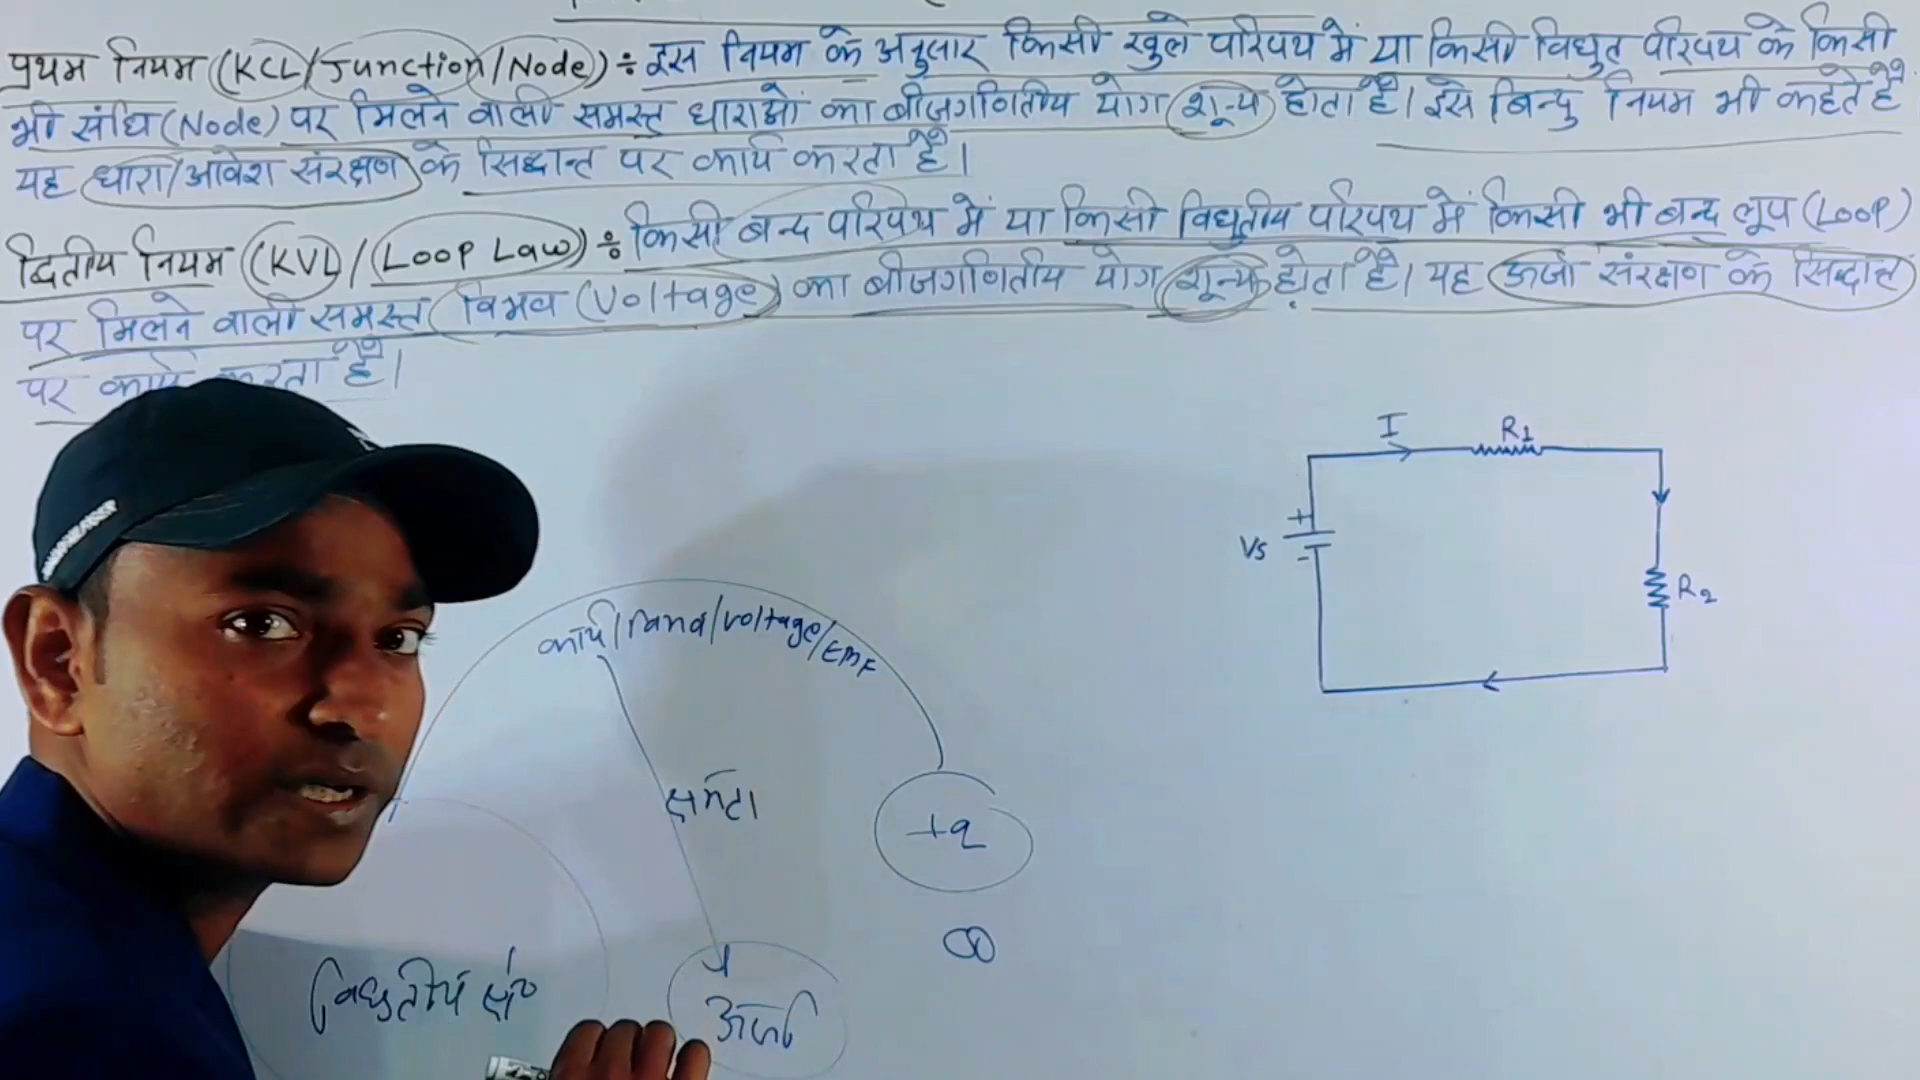 प्रथम नियम (KCL/Junction/Node) ÷ इस नियम के अनुसार किसी खुले परिपथ में या किसी विधुत परिपथ के किसी
भी संधि (Node) पर मिलने वाली समस्त धाराओं का बीजगणितीय योग शून्य होता है। इसे बिन्दु नियम भी कहते है
यह धारा/आवेश संरक्षण के सिद्धान्त पर कार्य करता है।
द्वितीय नियम (KVL/Loop Law) ÷ किसी बन्द परिपथ में या किसी विधुतीय परिपथ में किसी भी बन्द लूप (Loop)
पर मिलने वाली समस्त विभव (Voltage) का बीजगणितीय योग शून्य होता है। यह ऊर्जा संरक्षण के सिद्धान्त
पर कार्य करता है।
I R1
+
Vs
-
R2
कार्य/विभव/voltage/EMF
क्षमता
+q
∞
विधुतीय क्षे०
ऊर्जा